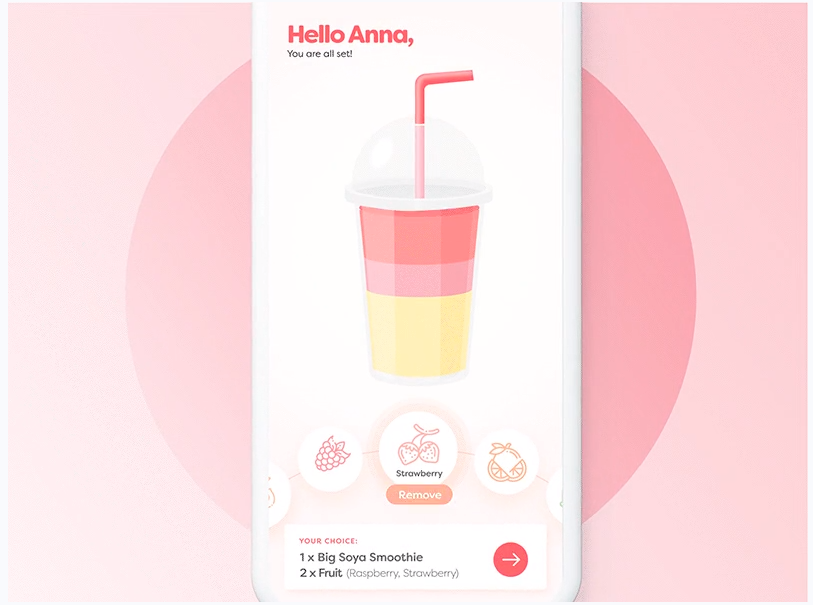 Hello Anna,
You are all set!
Strawberry
Remove
YOUR CHOICE:
1 x Big Soya Smoothie
2 x Fruit (Raspberry, Strawberry)